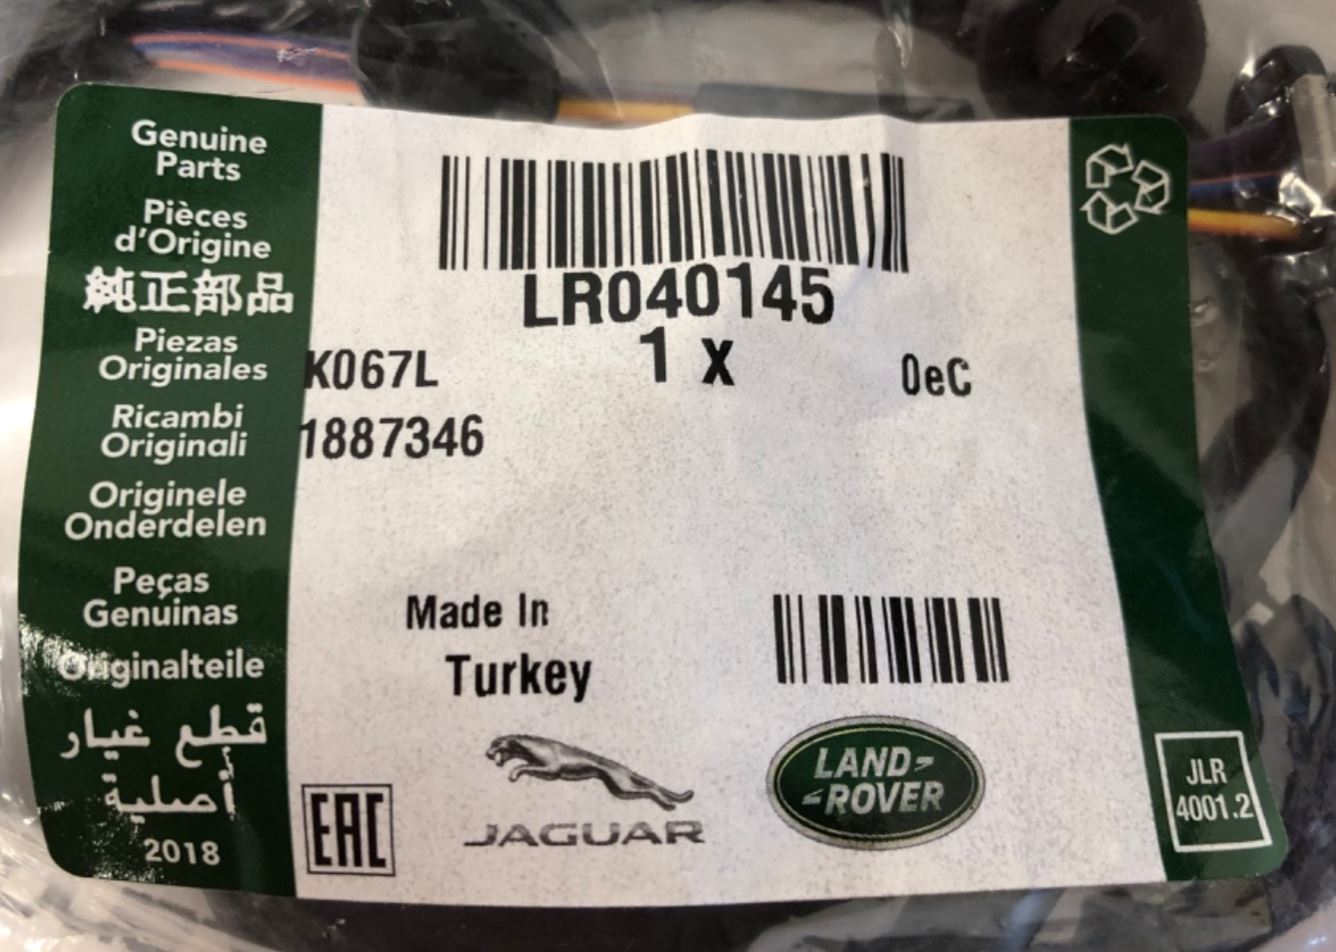 Genuine
Parts
Pièces
d'Origine
純正部品
Piezas
Originales
Ricambi
Originali
Originele
Onderdelen
Peças
Genuinas
Originalteile
قطع غيار
أصلية
2018
LR040145
1 x
K067L
0eC
1887346
Made In
Turkey
EAC
JAGUAR
LAND-
-ROVER
JLR
4001.2